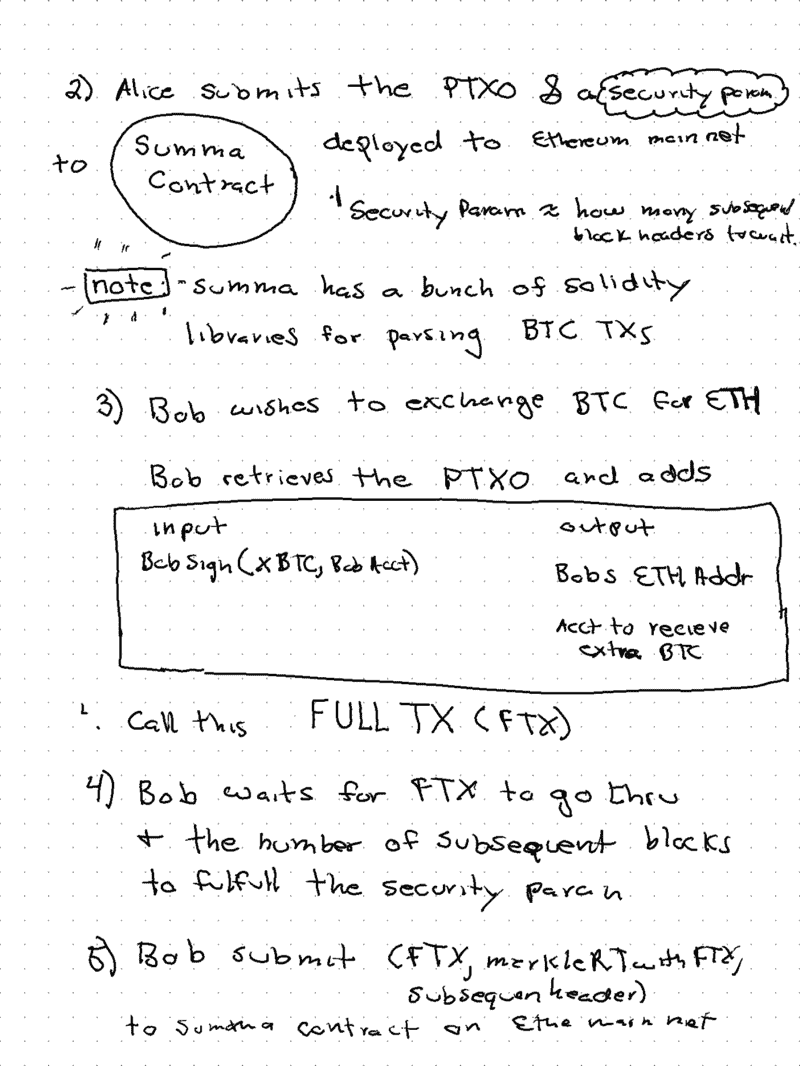 2) Alice submits the PTXO & a (security param)
to Summa Contract deployed to Ethereum main net
Security Param ≈ how many subsequent
block headers to wait.
note: - summa has a bunch of solidity
libraries for parsing BTC TXs
3) Bob wishes to exchange BTC for ETH
Bob retrieves the PTXO and adds
input output
Bob Sign (X BTC, Bob Acct)
Bobs ETH Addr
Acct to recieve
extra BTC
. Call this FULL TX (FTX)
4) Bob waits for FTX to go thru
+ the number of subsequent blocks
to fulfull the security param
5) Bob submit (FTX, merkleRT with FTX,
subsequen header)
to summa contract on Ethe main net